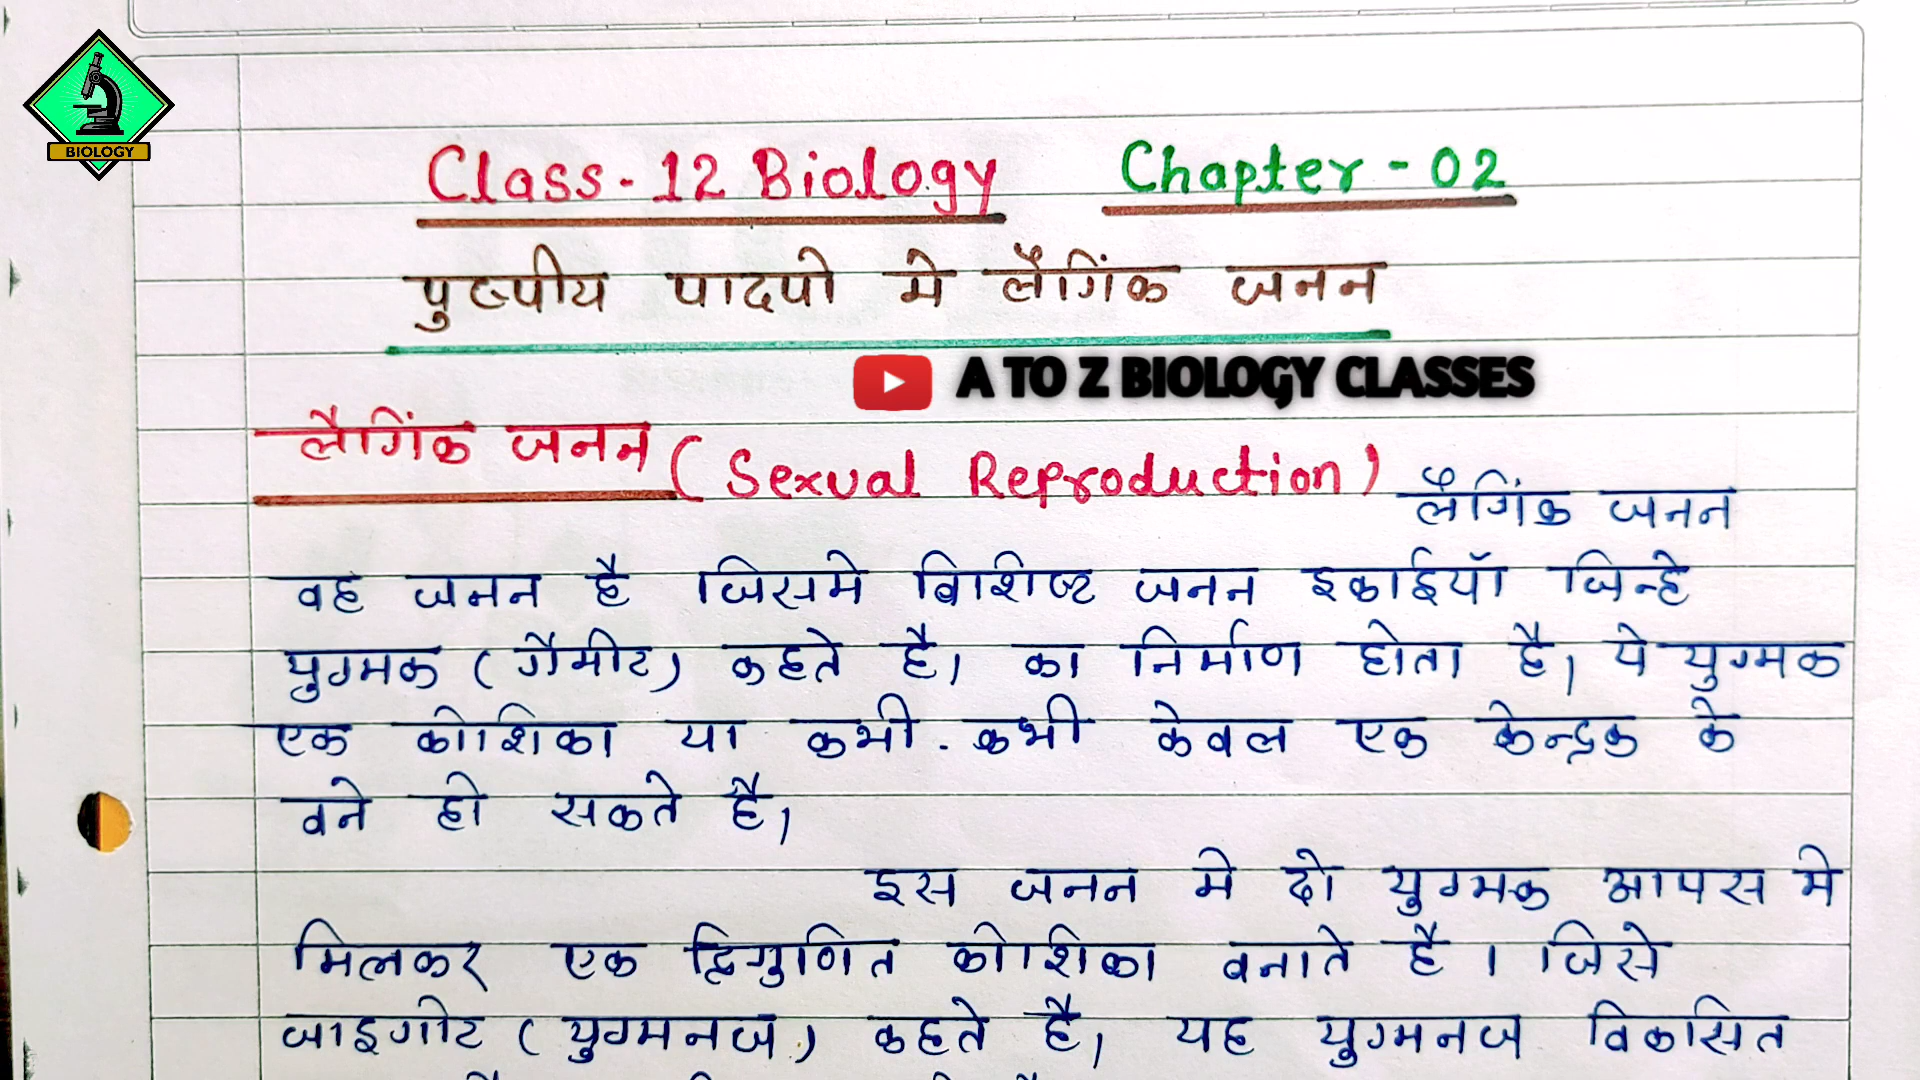 BIOLOGY
Class-12 Biology Chapter-02
पुष्पीय पादपो मे लैगिंक जनन
A TO Z BIOLOGY CLASSES
लैगिंक जनन (Sexual Reproduction)
लैगिंक जनन
वह जनन है जिसमे विशिष्ट जनन इकाईयाॅ जिन्हे
युग्मक (गैमीट) कहते है। का निर्माण होता है। ये युग्मक
एक कोशिका या कभी-कभी केवल एक केन्द्रक के
वने हो सकते है।
इस जनन मे दो युग्मक आपस मे
मिलकर एक द्विगुणित कोशिका वनाते है। जिसे
जाइगोट (युग्मनज) कहते है। यह युग्मनज विकसित